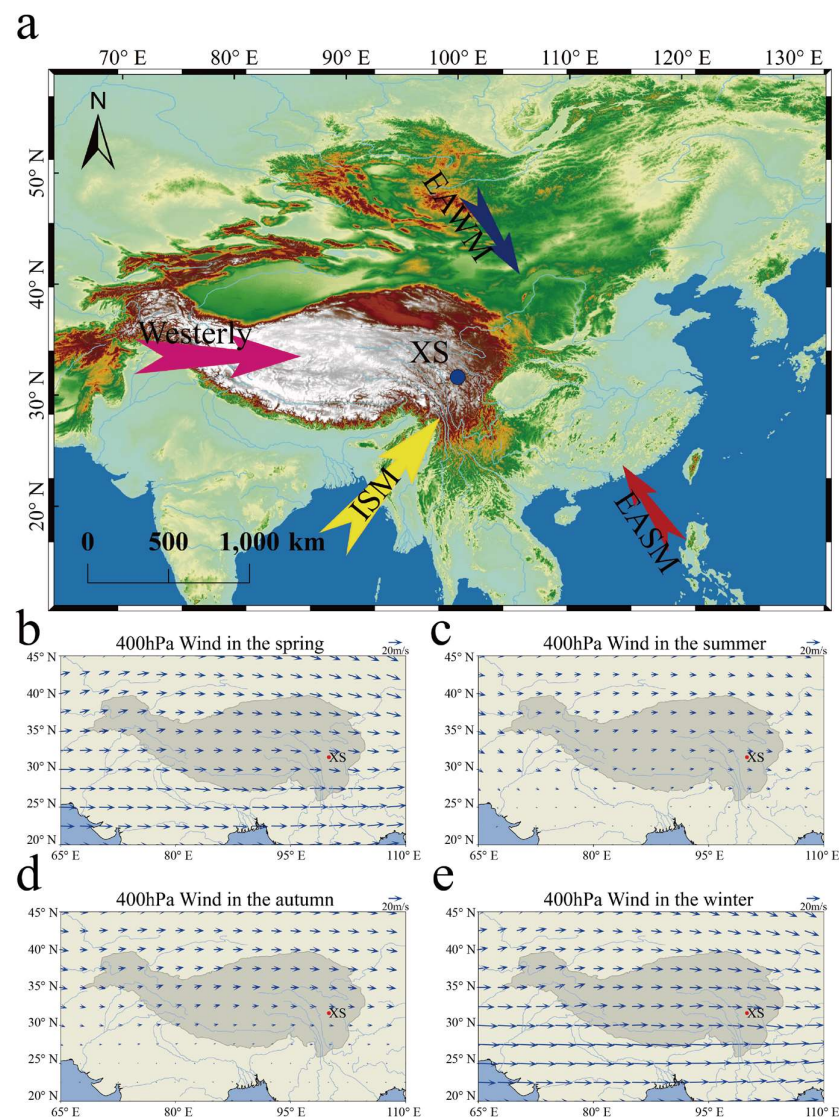 a
70° E 80° E 90° E 100° E 110° E 120° E 130° E
N
50° N
40° N
30° N
20° N
EAWM
Westerly
XS
ISM
EASM
0 500 1,000 km
b
400hPa Wind in the spring
20m/s
45° N
40° N
35° N
30° N
25° N
20° N
65°E 80°E 95°E 110°E
XS
c
400hPa Wind in the summer
20m/s
45° N
40° N
35° N
30° N
25° N
20° N
65°E 80°E 95°E 110°E
XS
d
400hPa Wind in the autumn
20m/s
45° N
40° N
35° N
30° N
25° N
20° N
65°E 80°E 95°E 110°E
XS
e
400hPa Wind in the winter
20m/s
45° N
40° N
35° N
30° N
25° N
20° N
65°E 80°E 95°E 110°E
XS